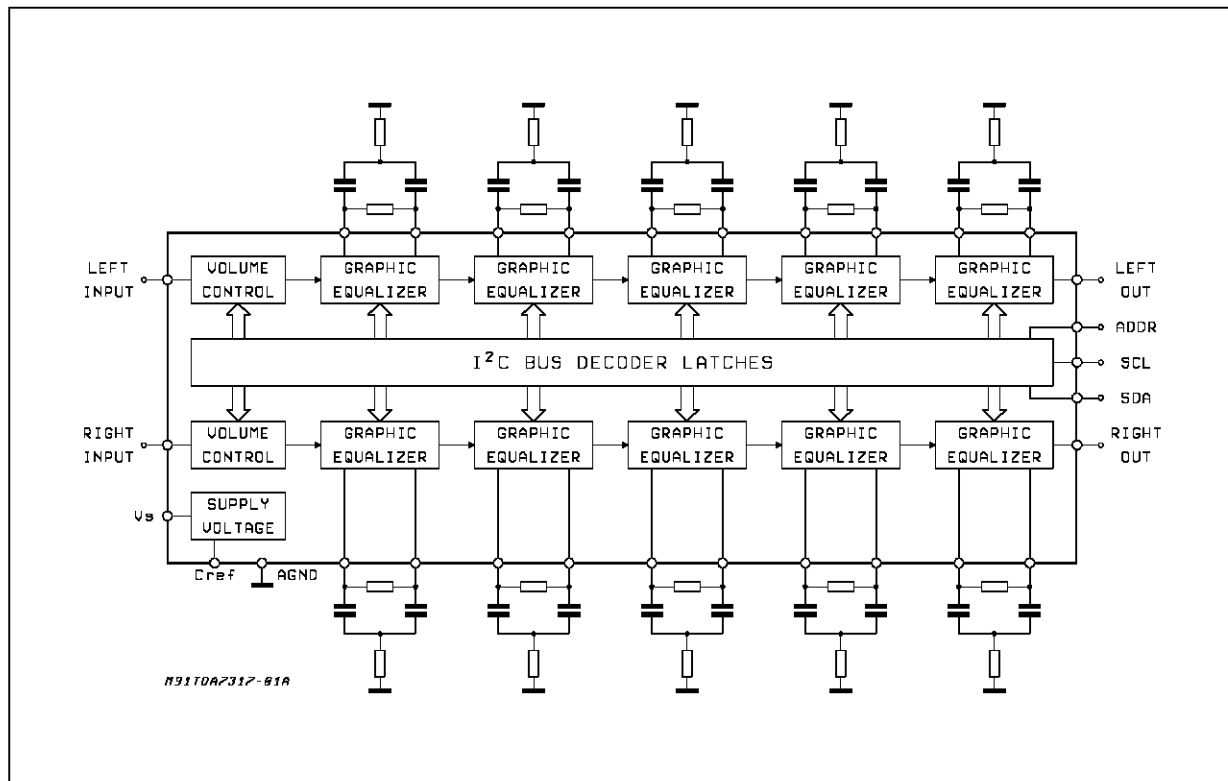 LEFT INPUT
VOLUME CONTROL
GRAPHIC EQUALIZER
GRAPHIC EQUALIZER
GRAPHIC EQUALIZER
GRAPHIC EQUALIZER
GRAPHIC EQUALIZER
LEFT OUT
ADDR
I²C BUS DECODER LATCHES
SCL
SDA
RIGHT INPUT
VOLUME CONTROL
GRAPHIC EQUALIZER
GRAPHIC EQUALIZER
GRAPHIC EQUALIZER
GRAPHIC EQUALIZER
GRAPHIC EQUALIZER
RIGHT OUT
Vs
SUPPLY VOLTAGE
Cref
AGND
M91TDA7317-01A